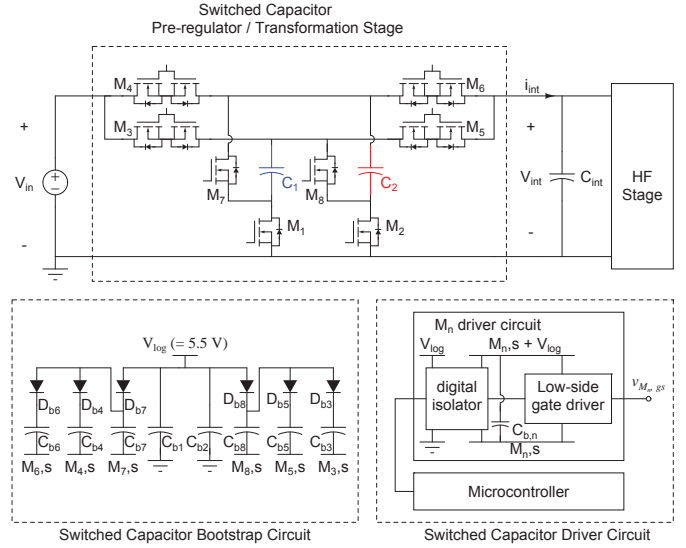 Switched Capacitor
Pre-regulator / Transformation Stage
M4
M6
iint
M3
M5
+
+
Vin
M7
C1
M8
C2
Vint
Cint
HF
Stage
M1
M2
-
-
Vlog (= 5.5 V)
Db6
Db4
Db7
Db8
Db5
Db3
Cb6
Cb4
Cb7
Cb1
Cb2
Cb8
Cb5
Cb3
M6,s
M4,s
M7,s
M8,s
M5,s
M3,s
Switched Capacitor Bootstrap Circuit
Mn driver circuit
Vlog
Mn,s + Vlog
digital
isolator
Low-side
gate driver
vMn, gs
Cb,n
Mn,s
Microcontroller
Switched Capacitor Driver Circuit